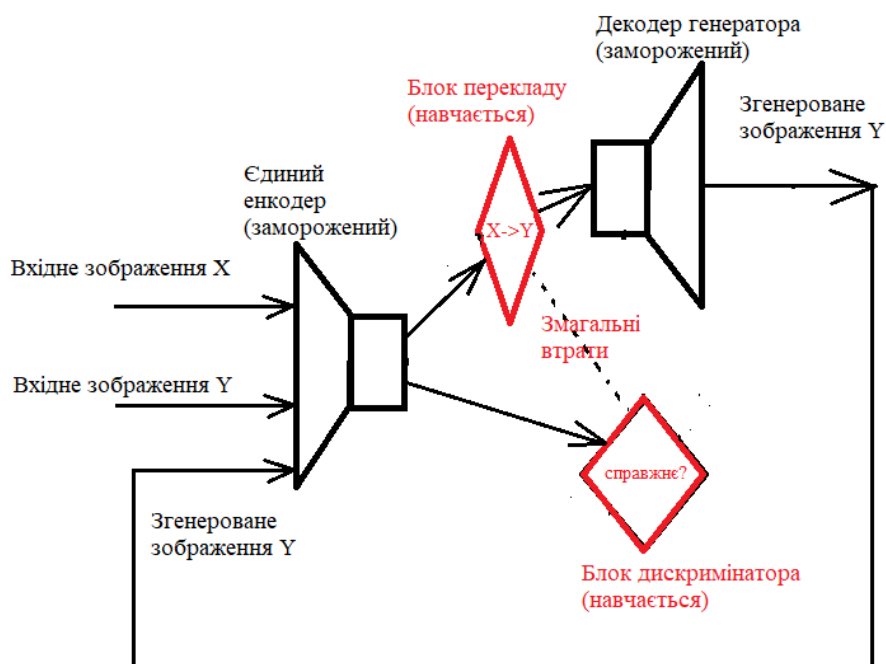 Декодер генератора
(заморожений)
Блок перекладу
(навчається)
Згенероване
зображення Y
Єдиний
енкодер
(заморожений)
X->Y
Вхідне зображення X
Змагальні
втрати
Вхідне зображення Y
справжнє?
Згенероване
зображення Y
Блок дискримінатора
(навчається)